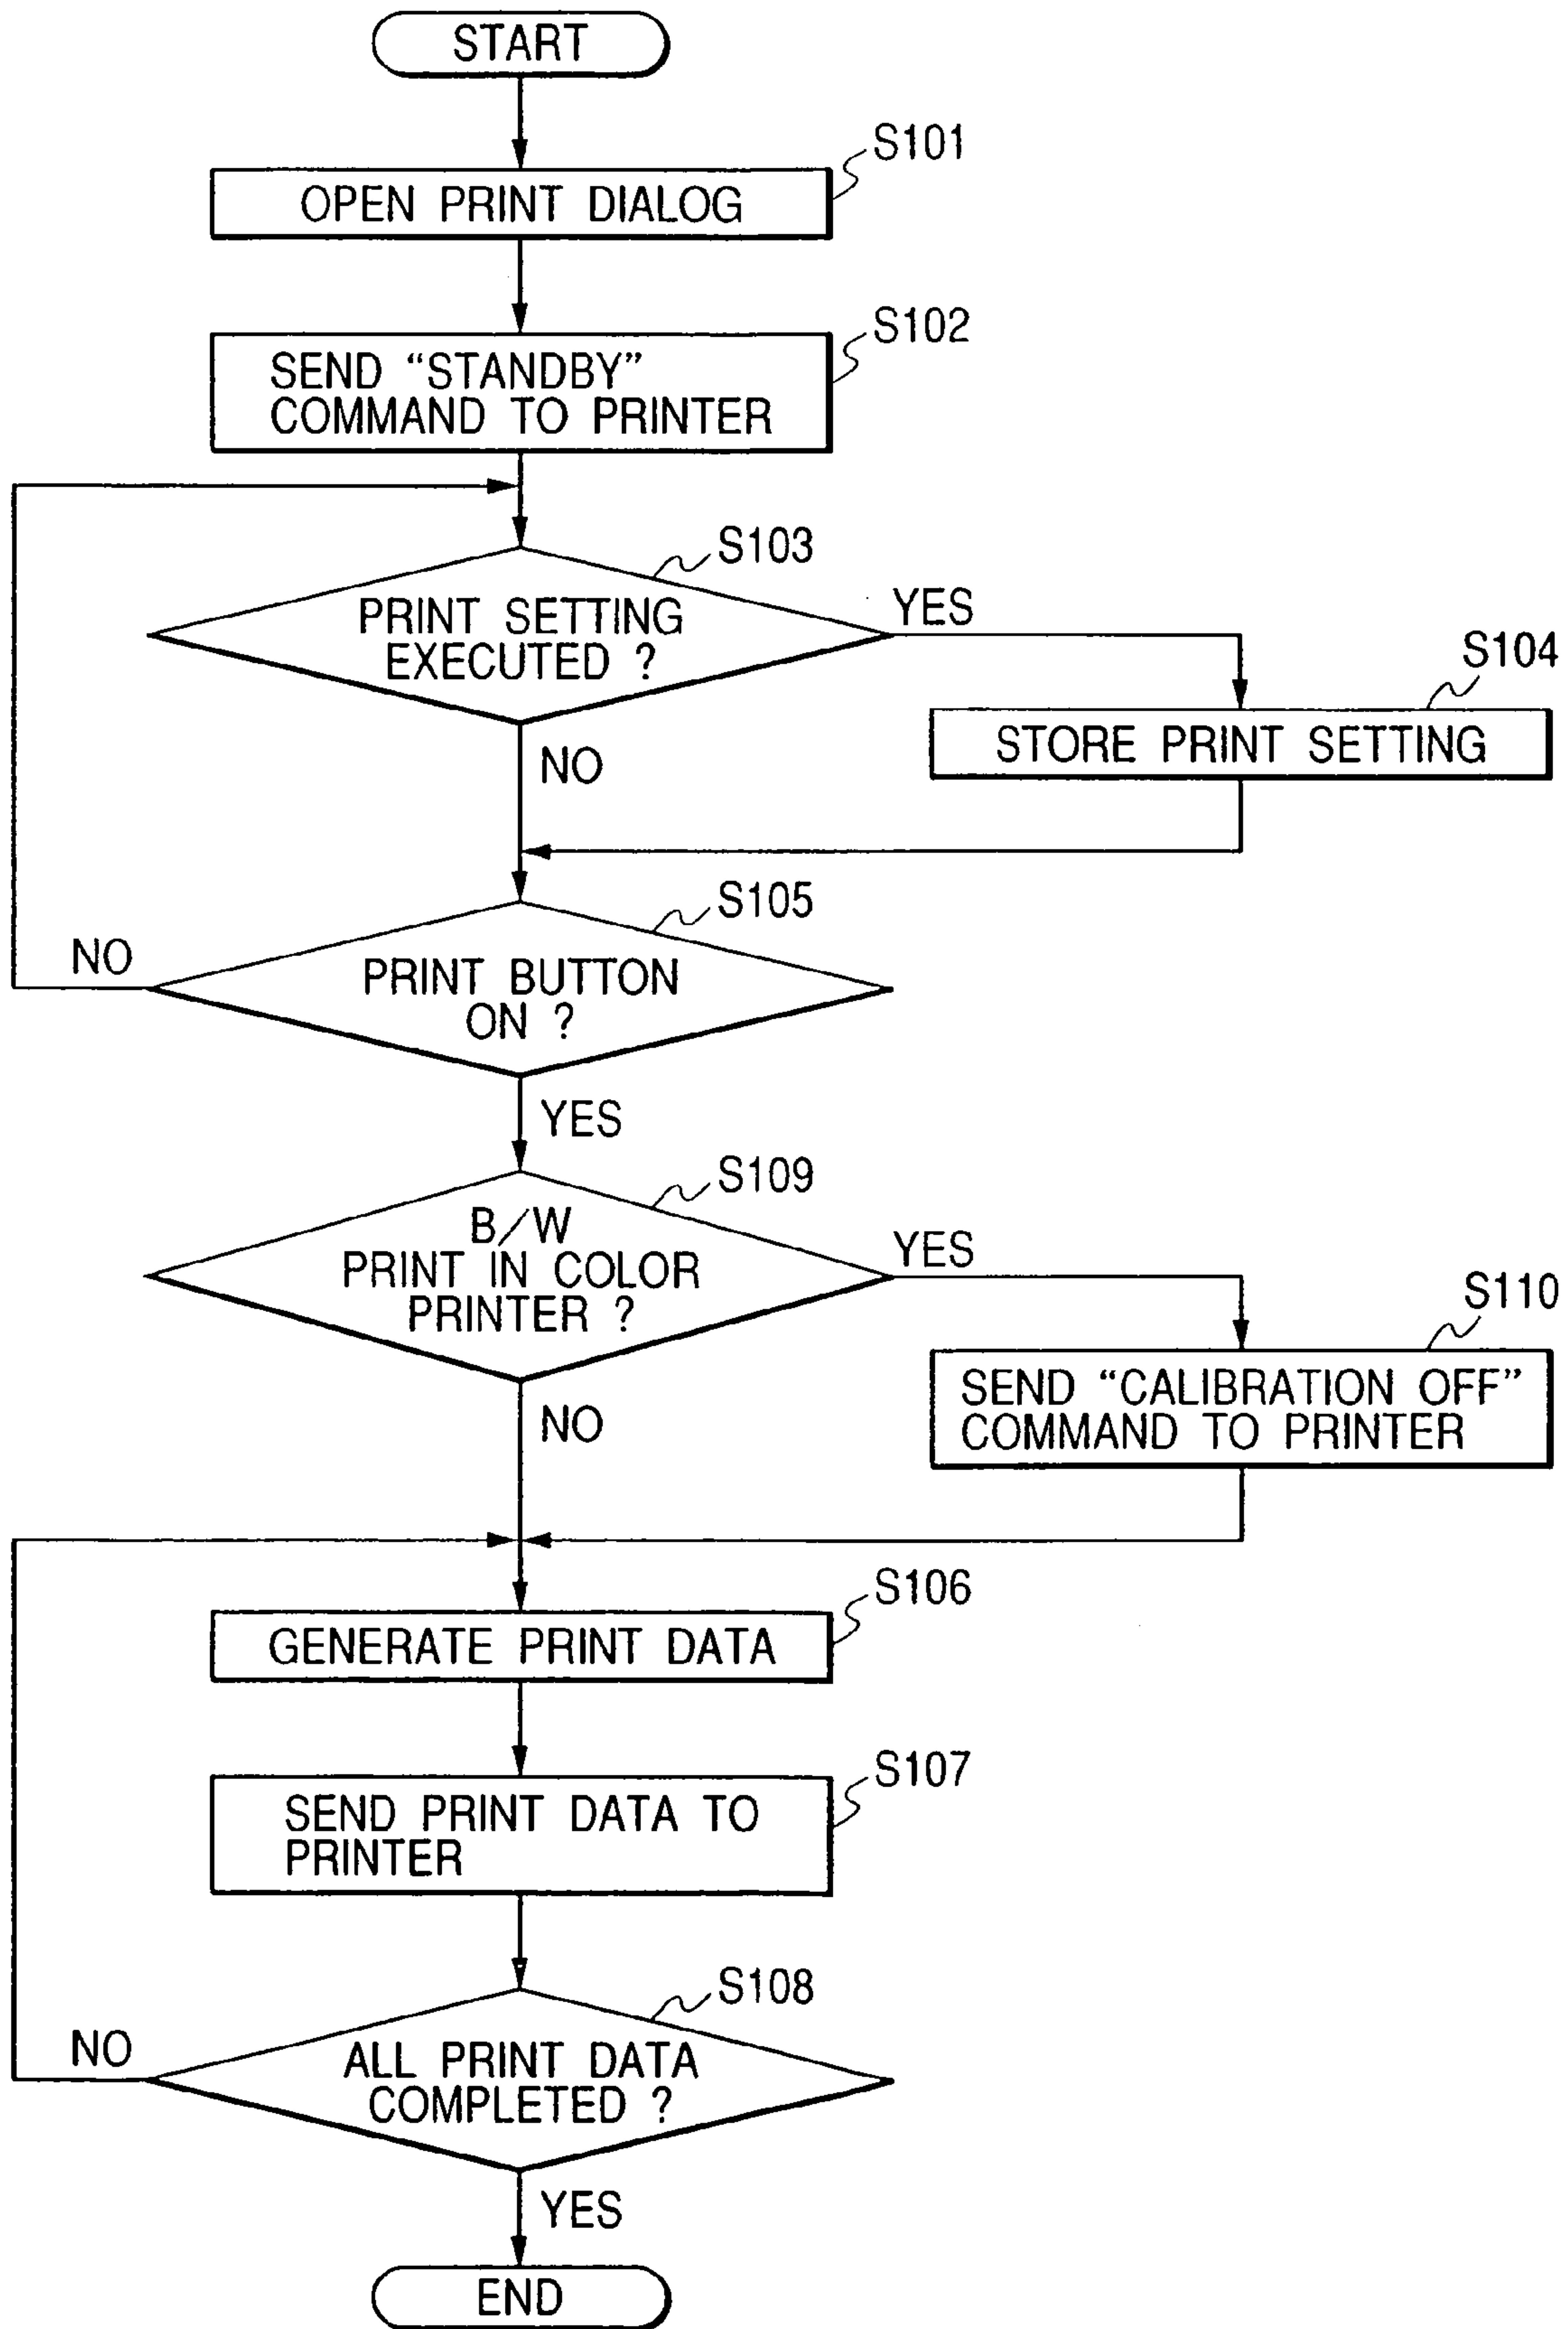 START
S101
OPEN PRINT DIALOG
S102
SEND “STANDBY”
COMMAND TO PRINTER
S103
PRINT SETTING
EXECUTED ?
YES
S104
STORE PRINT SETTING
NO
S105
NO
PRINT BUTTON
ON ?
YES
S109
B/W
PRINT IN COLOR
PRINTER ?
YES
S110
SEND “CALIBRATION OFF”
COMMAND TO PRINTER
NO
S106
GENERATE PRINT DATA
S107
SEND PRINT DATA TO
PRINTER
S108
NO
ALL PRINT DATA
COMPLETED ?
YES
END